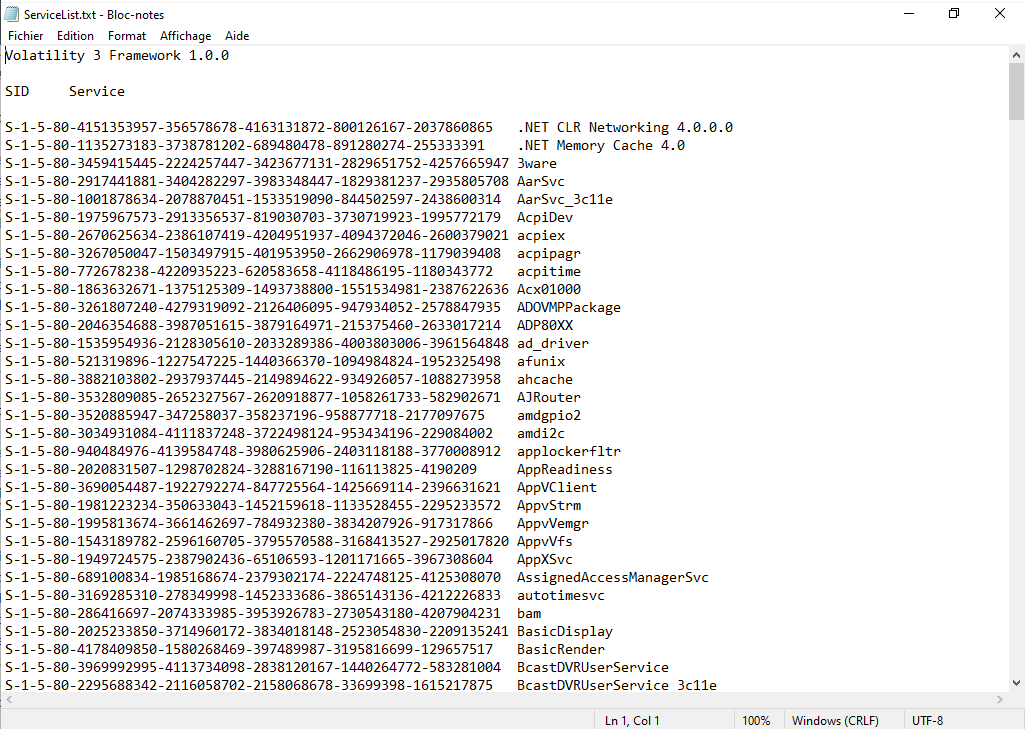 ServiceList.txt - Bloc-notes
Fichier Edition Format Affichage Aide
Volatility 3 Framework 1.0.0
SID Service
S-1-5-80-4151353957-356578678-4163131872-800126167-2037860865 .NET CLR Networking 4.0.0.0
S-1-5-80-1135273183-3738781202-689480478-891280274-255333391 .NET Memory Cache 4.0
S-1-5-80-3459415445-2224257447-3423677131-2829651752-4257665947 3ware
S-1-5-80-2917441881-3404282297-3983348447-1829381237-2935805708 AarSvc
S-1-5-80-1001878634-2078870451-1533519090-844502597-2438600314 AarSvc_3c11e
S-1-5-80-1975967573-2913356537-819030703-3730719923-1995772179 AcpiDev
S-1-5-80-2670625634-2386107419-4204951937-4094372046-2600379021 acpiex
S-1-5-80-3267050047-1503497915-401953950-2662906978-1179039408 acpipagr
S-1-5-80-772678238-4220935223-620583658-4118486195-1180343772 acpitime
S-1-5-80-1863632671-1375125309-1493738800-1551534981-2387622636 Acx01000
S-1-5-80-3261807240-4279319092-2126406095-947934052-2578847935 ADOVMPPackage
S-1-5-80-2046354688-3987051615-3879164971-215375460-2633017214 ADP80XX
S-1-5-80-1535954936-2128305610-2033289386-4003803006-3961564848 ad_driver
S-1-5-80-521319896-1227547225-1440366370-1094984824-1952325498 afunix
S-1-5-80-3882103802-2937937445-2149894622-934926057-1088273958 ahcache
S-1-5-80-3532809085-2652327567-2620918877-1058261733-582902671 AJRouter
S-1-5-80-3520885947-347258037-358237196-958877718-2177097675 amdgpio2
S-1-5-80-3034931084-4111837248-3722498124-953434196-229084002 amdi2c
S-1-5-80-940484976-4139584748-3980625906-2403118188-3770008912 applockerfltr
S-1-5-80-2020831507-1298702824-3288167190-116113825-4190209 AppReadiness
S-1-5-80-3690054487-1922792274-847725564-1425669114-2396631621 AppVClient
S-1-5-80-1981223234-350633043-1452159618-1133528455-2295233572 AppvStrm
S-1-5-80-1995813674-3661462697-784932380-3834207926-917317866 AppvVemgr
S-1-5-80-1543189782-2596160705-3795570588-3168413527-2925017820 AppvVfs
S-1-5-80-1949724575-2387902436-65106593-1201171665-3967308604 AppXSvc
S-1-5-80-689100834-1985168674-2379302174-2224748125-4125308070 AssignedAccessManagerSvc
S-1-5-80-3169285310-278349998-1452333686-3865143136-4212226833 autotimesvc
S-1-5-80-286416697-2074333985-3953926783-2730543180-4207904231 bam
S-1-5-80-2025233850-3714960172-3834018148-2523054830-2209135241 BasicDisplay
S-1-5-80-4178409850-1580268469-397489987-3195816699-129657517 BasicRender
S-1-5-80-3969992995-4113734098-2838120167-1440264772-583281004 BcastDVRUserService
S-1-5-80-2295688342-2116058702-2158068678-33699398-1615217875 BcastDVRUserService_3c11e
Ln 1, Col 1 100% Windows (CRLF) UTF-8